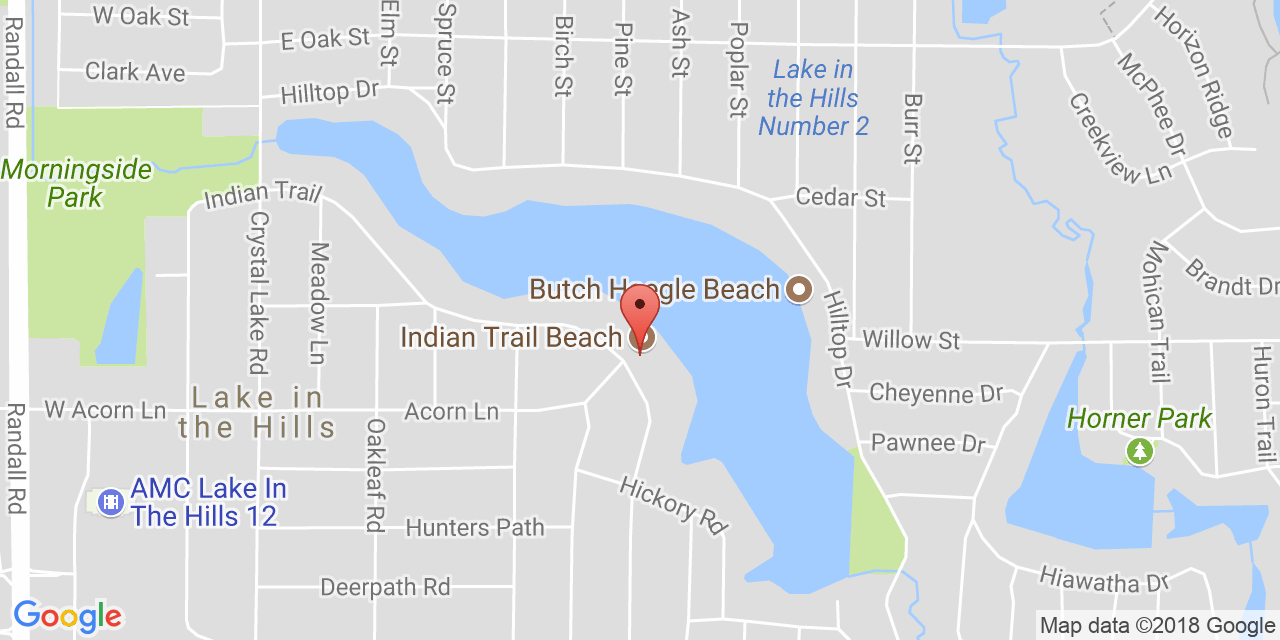 W Oak St
E Oak St
Elm St
Spruce St
Birch St
Pine St
Ash St
Poplar St
Horizon Ridge
Randall Rd
Clark Ave
Hilltop Dr
Lake in
the Hills
Number 2
Burr St
McPhee Dr
Creekview Ln
Morningside
Park
Indian Trail
Cedar St
Crystal Lake Rd
Meadow Ln
Mohican Trail
Brandt Dr
Butch Haegle Beach
Hilltop Dr
Indian Trail Beach
Willow St
Huron Trail
Lake in
the Hills
Cheyenne Dr
W Acorn Ln
Acorn Ln
Horner Park
Randall Rd
Oakleaf Rd
Pawnee Dr
AMC Lake In
The Hills 12
Hickory Rd
Hunters Path
Deerpath Rd
Hiawatha Dr
Google
Map data ©2018 Google